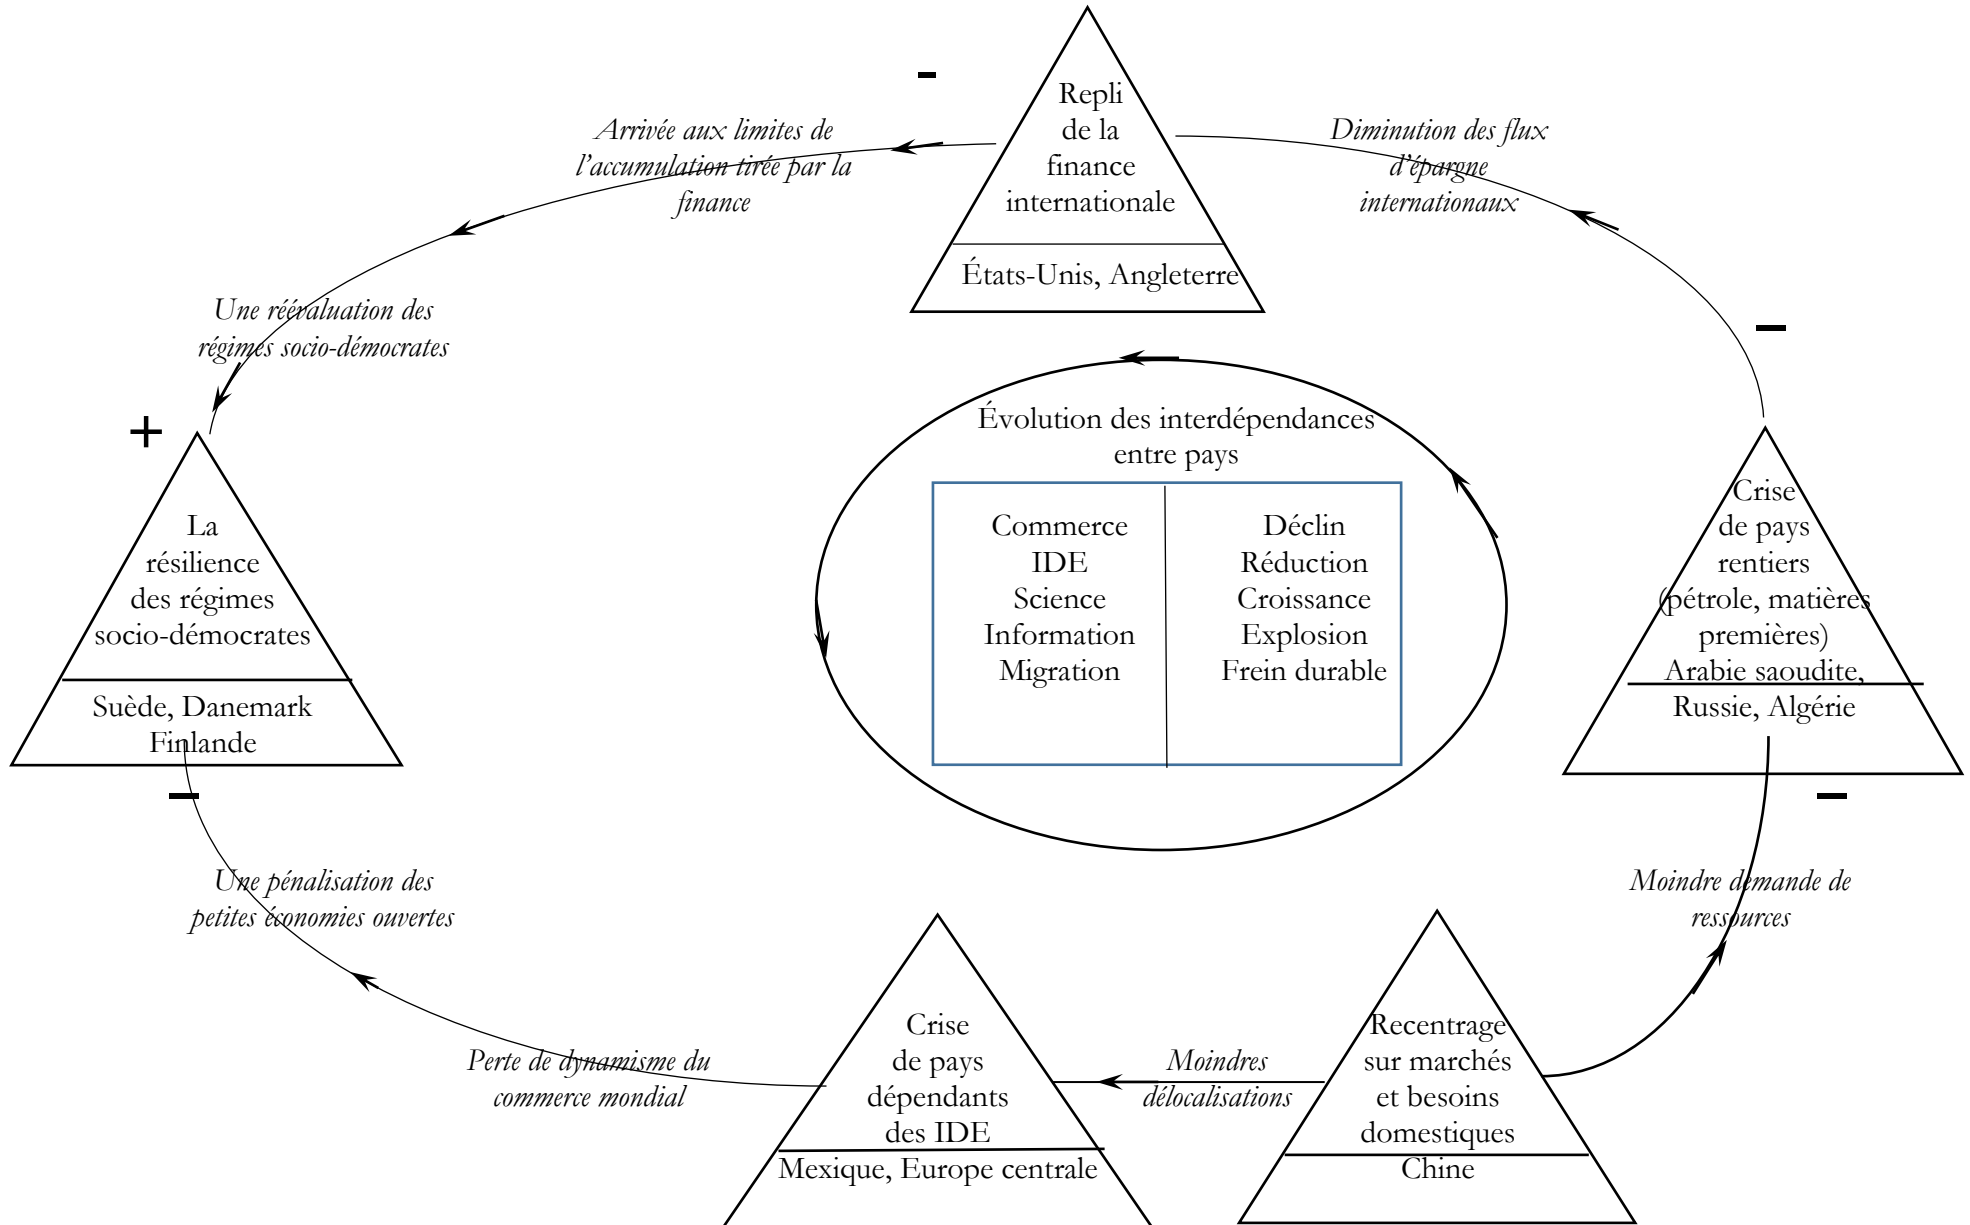 -
Repli
de la
finance
internationale
États-Unis, Angleterre
Arrivée aux limites de
l'accumulation tirée par la
finance
Diminution des flux
d'épargne
internationaux
Une réévaluation des
régimes socio-démocrates
+
–
La
résilience
des régimes
socio-démocrates
Suède, Danemark
Finlande
–
Évolution des interdépendances
entre pays
Commerce
IDE
Science
Information
Migration
Déclin
Réduction
Croissance
Explosion
Frein durable
Crise
de pays
rentiers
(pétrole, matières
premières)
Arabie saoudite,
Russie, Algérie
–
Une pénalisation des
petites économies ouvertes
Moindre demande de
ressources
Perte de dynamisme du
commerce mondial
Crise
de pays
dépendants
des IDE
Mexique, Europe centrale
Moindres
délocalisations
Recentrage
sur marchés
et besoins
domestiques
Chine